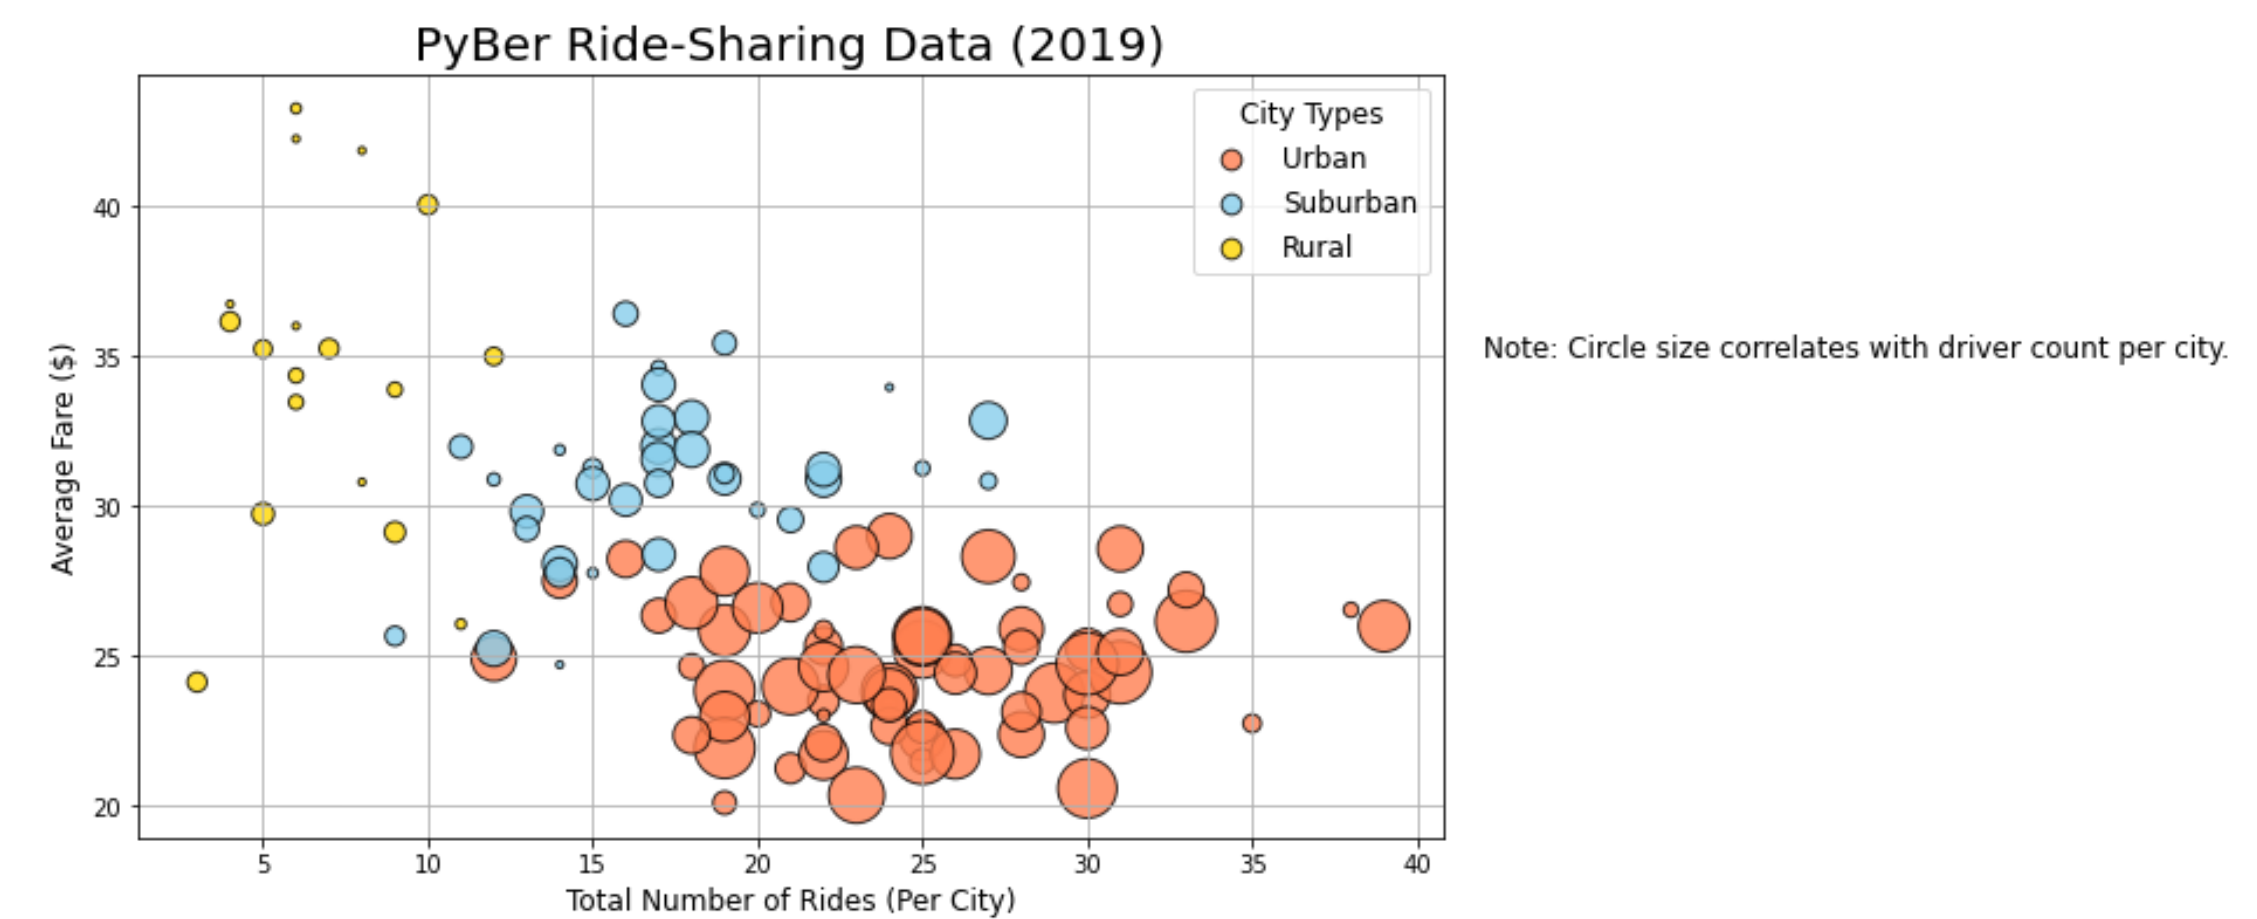 PyBer Ride-Sharing Data (2019)
City Types
Urban
Suburban
Rural
Note: Circle size correlates with driver count per city.
Average Fare ($)
40
35
30
25
20
5 10 15 20 25 30 35 40
Total Number of Rides (Per City)